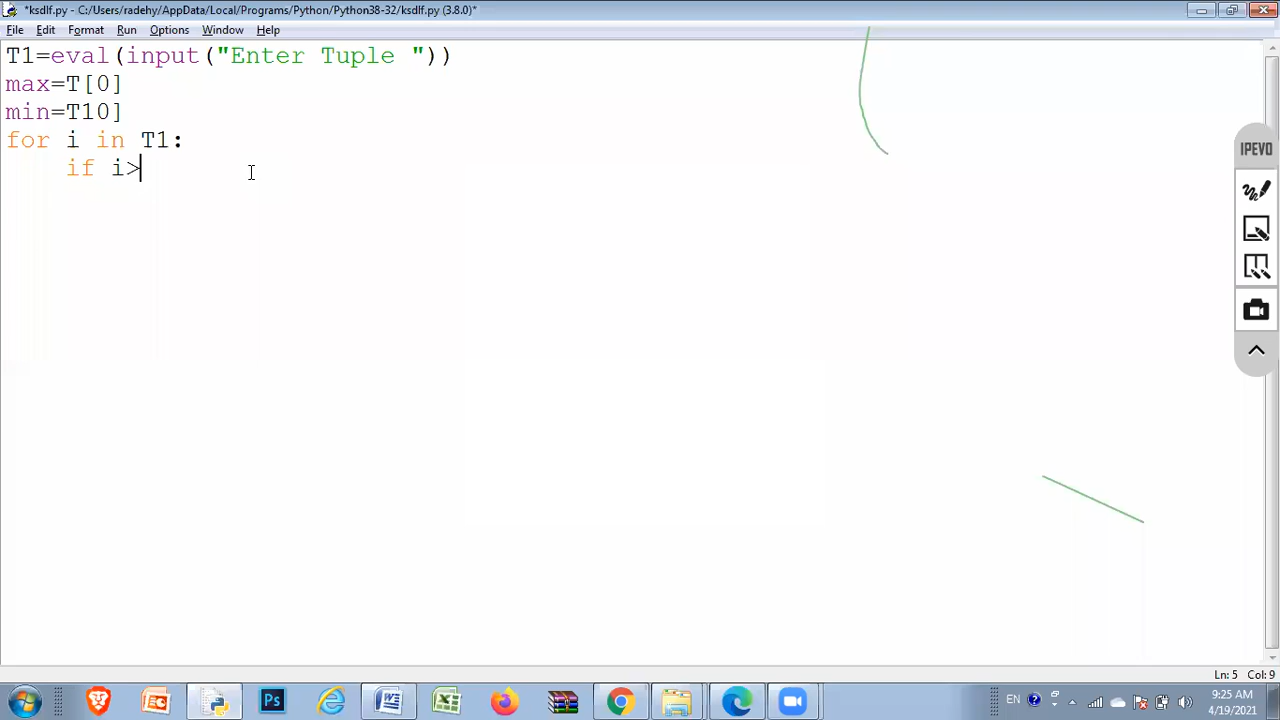 *ksdlf.py - C:/Users/radehy/AppData/Local/Programs/Python/Python38-32/ksdlf.py (3.8.0)*
File Edit Format Run Options Window Help
T1=eval(input("Enter Tuple "))
max=T[0]
min=T10]
for i in T1:
if i>
IPEVO
Ln: 5 Col: 9
EN
9:25 AM
4/19/2021